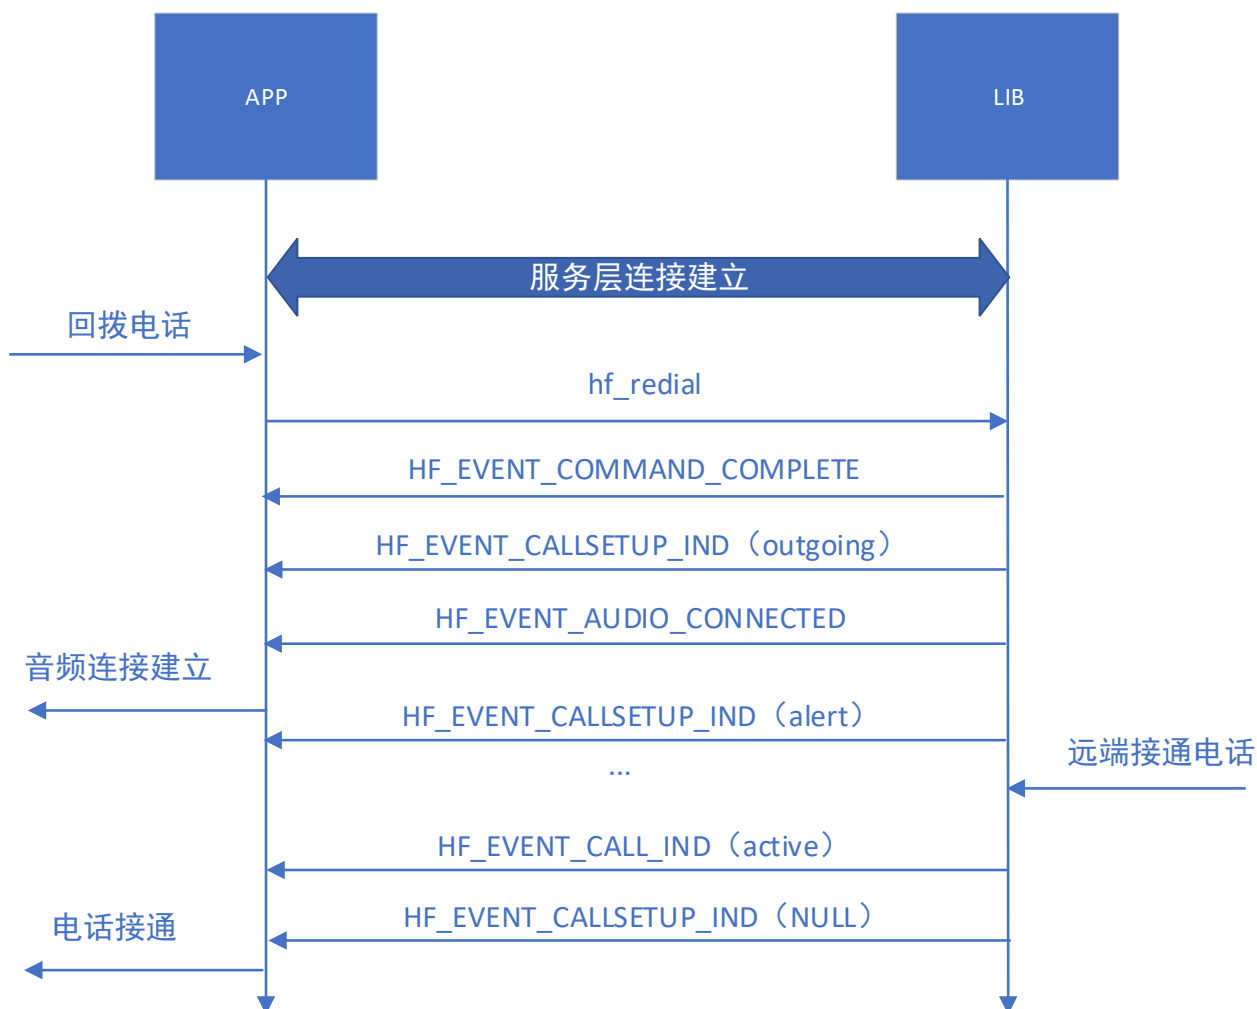 APP
LIB
服务层连接建立
回拨电话
hf_redial
HF_EVENT_COMMAND_COMPLETE
HF_EVENT_CALLSETUP_IND（outgoing）
HF_EVENT_AUDIO_CONNECTED
音频连接建立
HF_EVENT_CALLSETUP_IND（alert）
远端接通电话
...
HF_EVENT_CALL_IND（active）
HF_EVENT_CALLSETUP_IND（NULL）
电话接通